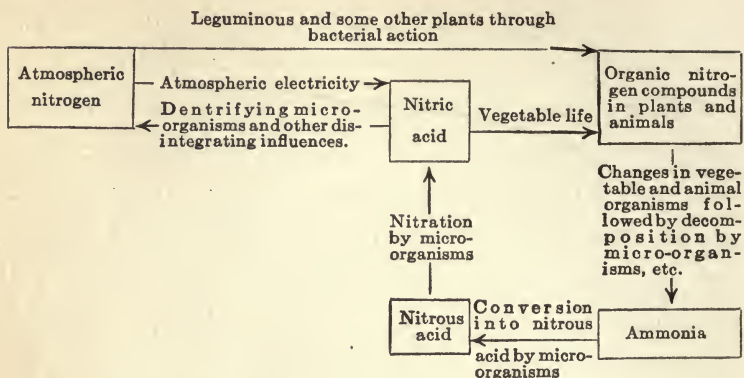 Leguminous and some other plants through
bacterial action
Atmospheric
nitrogen
Atmospheric electricity
Dentrifying micro-
organisms and other dis-
integrating influences.
Nitric
acid
Vegetable life
Organic nitro-
gen compounds
in plants and
animals
Changes in vege-
table and animal
organisms fol-
lowed by decom-
position by
micro-organ-
isms, etc.
Nitration
by micro-
organisms
Nitrous
acid
Conversion
into nitrous
acid by micro-
organisms
Ammonia